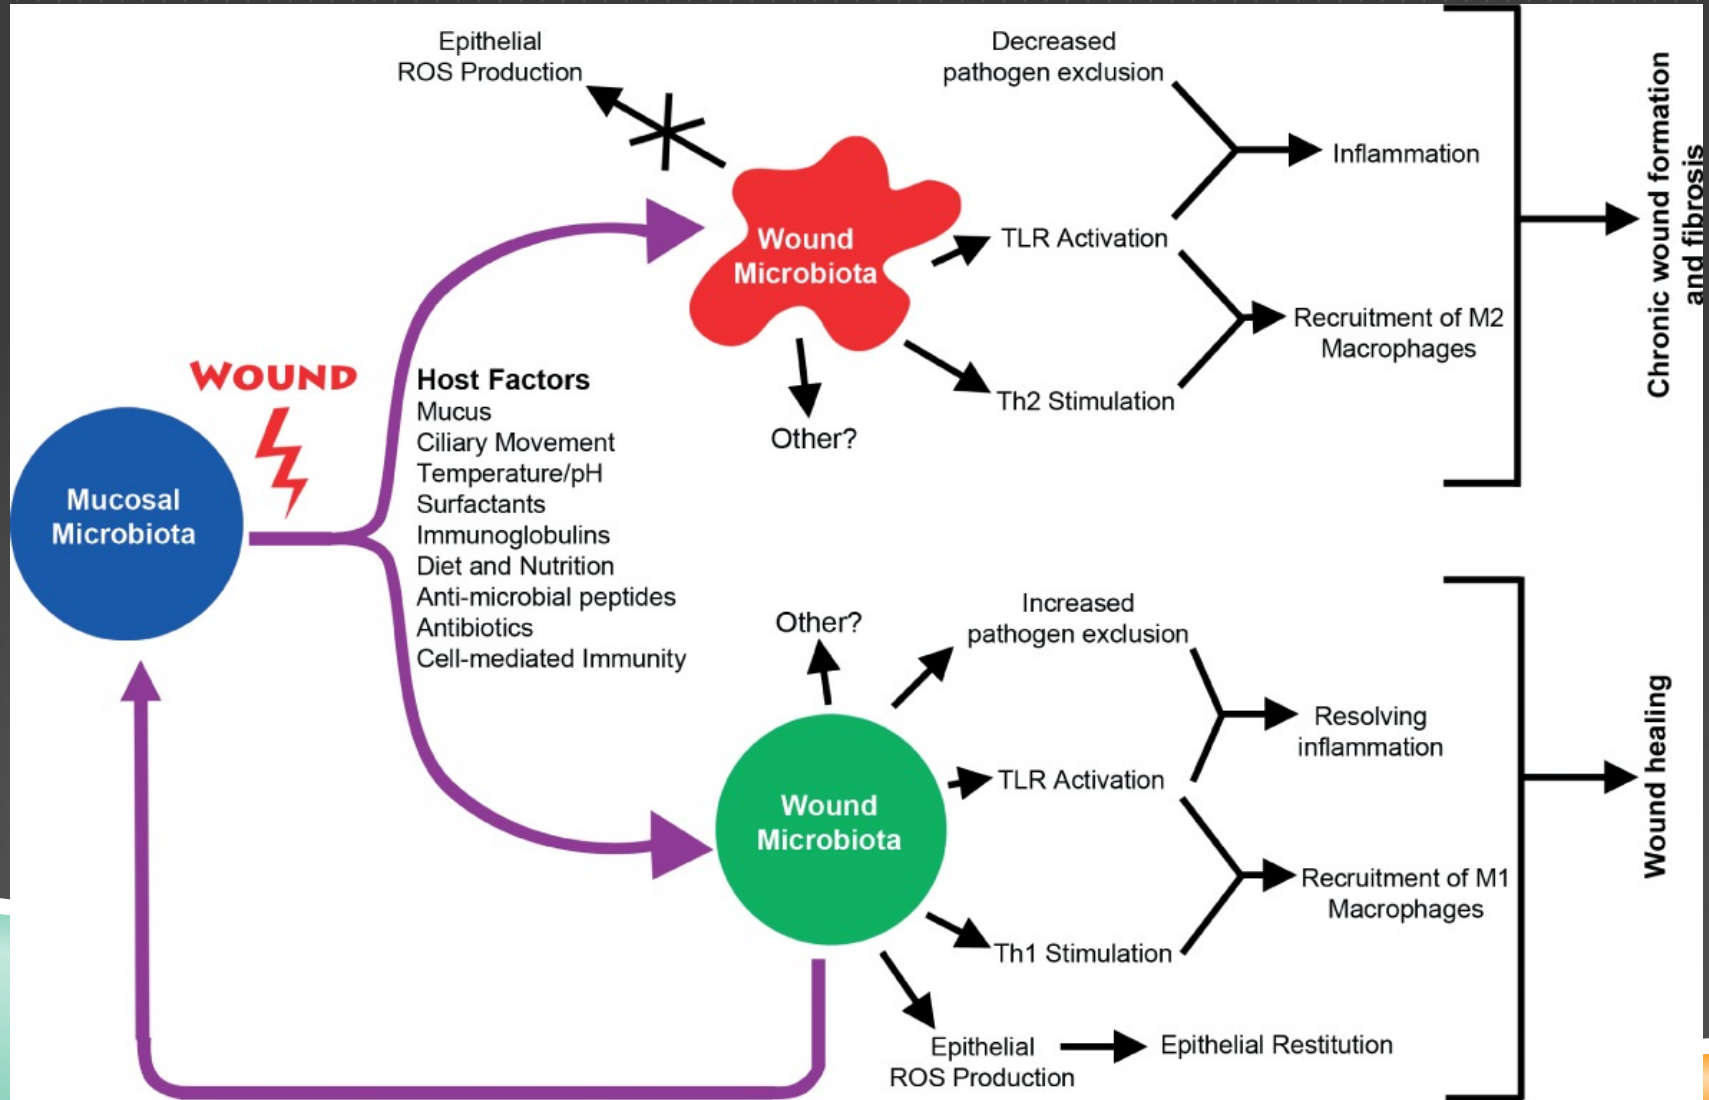 Epithelial
ROS Production
Decreased
pathogen exclusion
Inflammation
Wound
Microbiota
TLR Activation
Recruitment of M2
Macrophages
Th2 Stimulation
Other?
Chronic wound formation
and fibrosis
WOUND
Mucosal
Microbiota
Host Factors
Mucus
Ciliary Movement
Temperature/pH
Surfactants
Immunoglobulins
Diet and Nutrition
Anti-microbial peptides
Antibiotics
Cell-mediated Immunity
Other?
Increased
pathogen exclusion
Resolving
inflammation
Wound
Microbiota
TLR Activation
Recruitment of M1
Macrophages
Th1 Stimulation
Epithelial
ROS Production
Epithelial Restitution
Wound healing